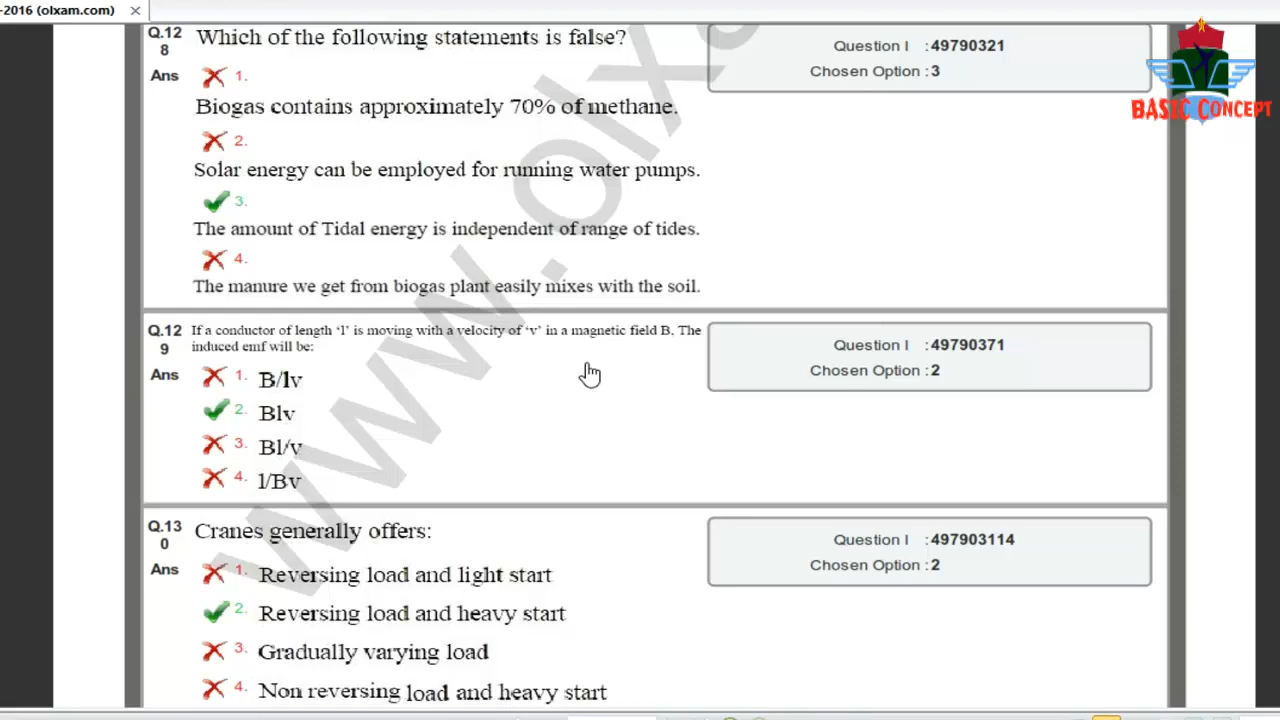 -2016 (olxam.com)
Q.12
8
Which of the following statements is false?
Question I : 49790321
Chosen Option : 3
Ans
1.
Biogas contains approximately 70% of methane.
2.
Solar energy can be employed for running water pumps.
3.
The amount of Tidal energy is independent of range of tides.
4.
The manure we get from biogas plant easily mixes with the soil.
BASIC CONCEPT
Q.12
9
If a conductor of length ‘l’ is moving with a velocity of ‘v’ in a magnetic field B. The
induced emf will be:
Question I : 49790371
Chosen Option : 2
Ans
1. B/lv
2. Blv
3. Bl/v
4. l/Bv
Q.13
0
Cranes generally offers:
Question I : 497903114
Chosen Option : 2
Ans
1. Reversing load and light start
2. Reversing load and heavy start
3. Gradually varying load
4. Non reversing load and heavy start
www.olxa